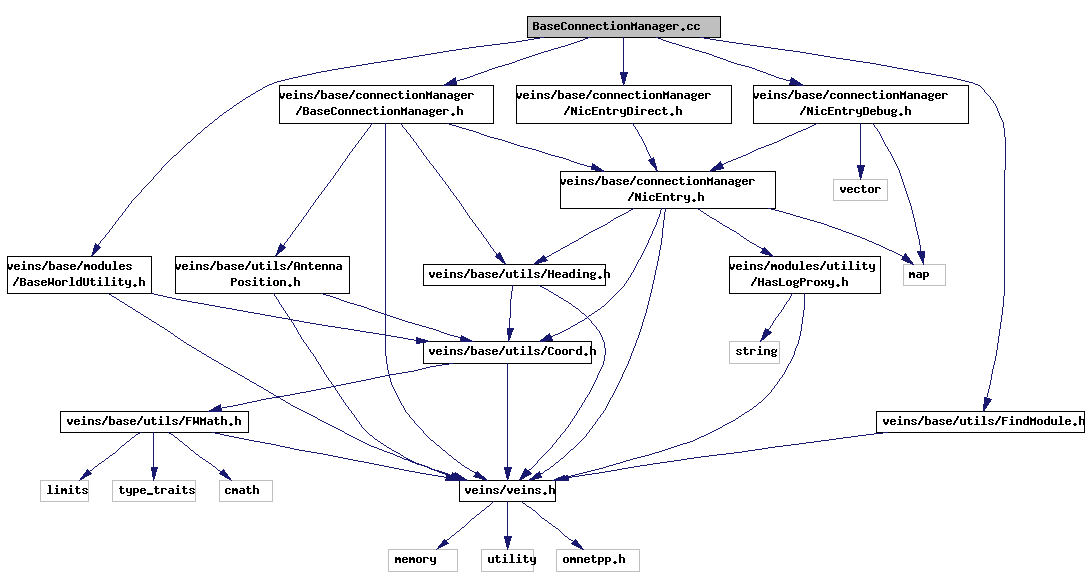 BaseConnectionManager.cc
veins/base/connectionManager
/BaseConnectionManager.h
veins/base/connectionManager
/NicEntryDirect.h
veins/base/connectionManager
/NicEntryDebug.h
veins/base/connectionManager
/NicEntry.h
vector
veins/base/modules
/BaseWorldUtility.h
veins/base/utils/Antenna
Position.h
veins/base/utils/Heading.h
veins/modules/utility
/HasLogProxy.h
map
veins/base/utils/Coord.h
string
veins/base/utils/FWMath.h
veins/base/utils/FindModule.h
limits
type_traits
cmath
veins/veins.h
memory
utility
omnetpp.h